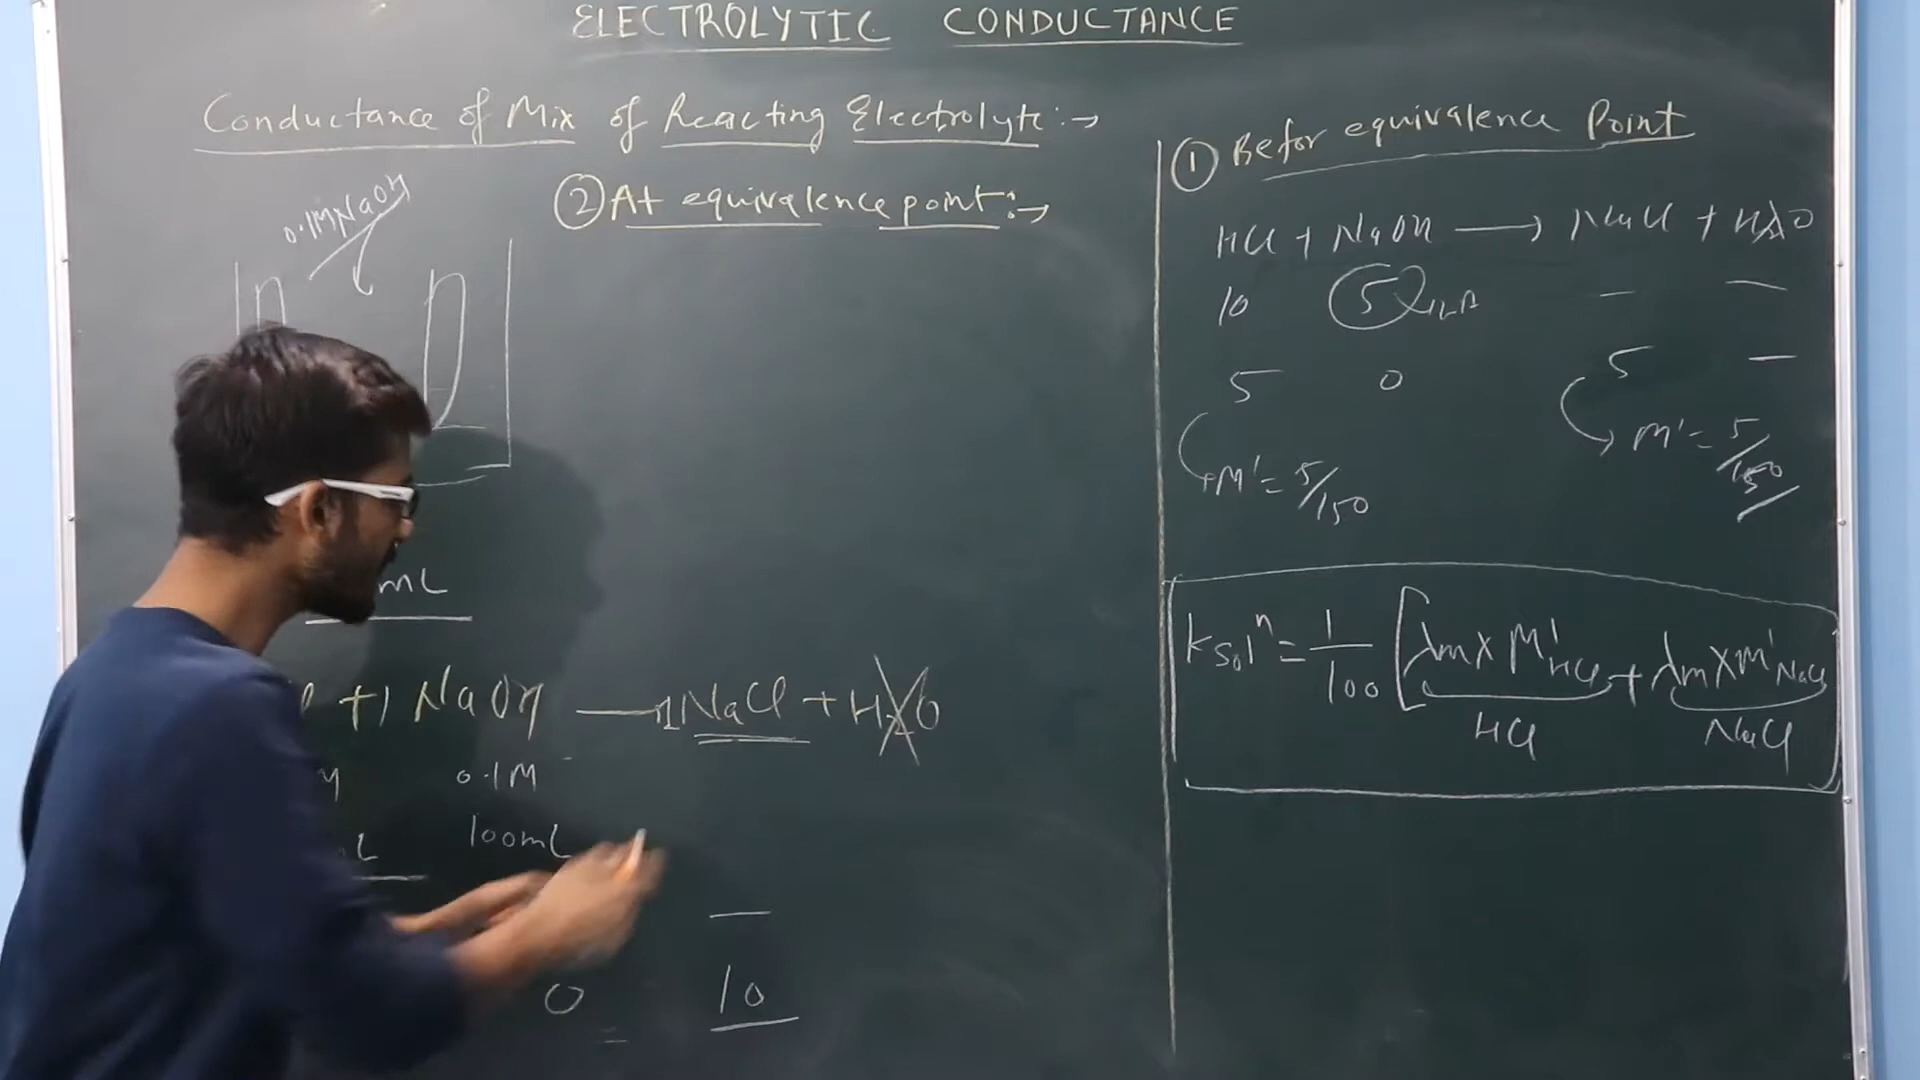 ELECTROLYTIC CONDUCTANCE
Conductance of Mix of Reacting Electrolyte :→
② At equivalence point :→
0.1M NaOH
mL
+ 1 NaOH → 1NaCl + H2O
M 0.1M
L 100mL
—
0 10
① Befor equivalence Point
HCl + NaOH → NaCl + H2O
10 5 — —
5 0 5 —
M' = 5/150 M' = 5/150
Ksolⁿ = 1/100 [λm × M'HCl + λm × M'NaCl
HCl NaCl